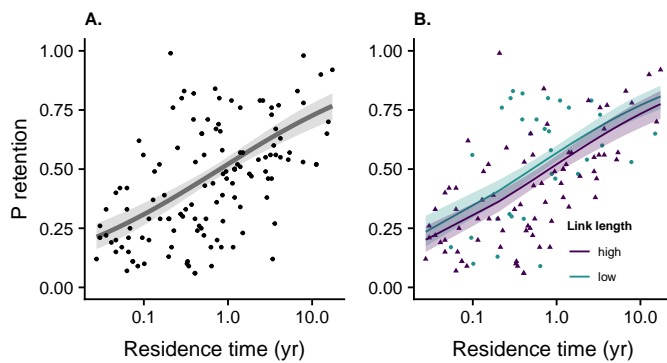 A.
B.
P retention
1.00
0.75
0.50
0.25
0.00
0.1
1.0
10.0
Residence time (yr)
1.00
0.75
0.50
0.25
0.00
Link length
high
low
0.1
1.0
10.0
Residence time (yr)